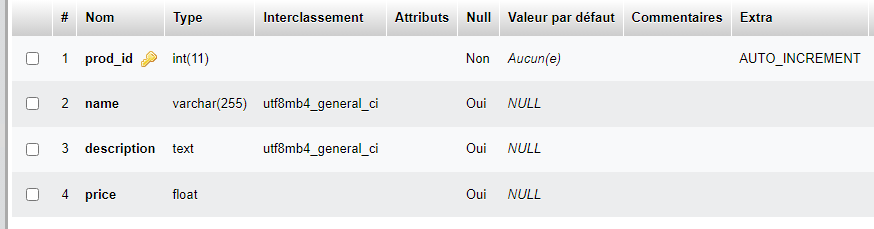 # Nom Type Interclassement Attributs Null Valeur par défaut Commentaires Extra
1 prod_id int(11) Non Aucun(e) AUTO_INCREMENT
2 name varchar(255) utf8mb4_general_ci Oui NULL
3 description text utf8mb4_general_ci Oui NULL
4 price float Oui NULL